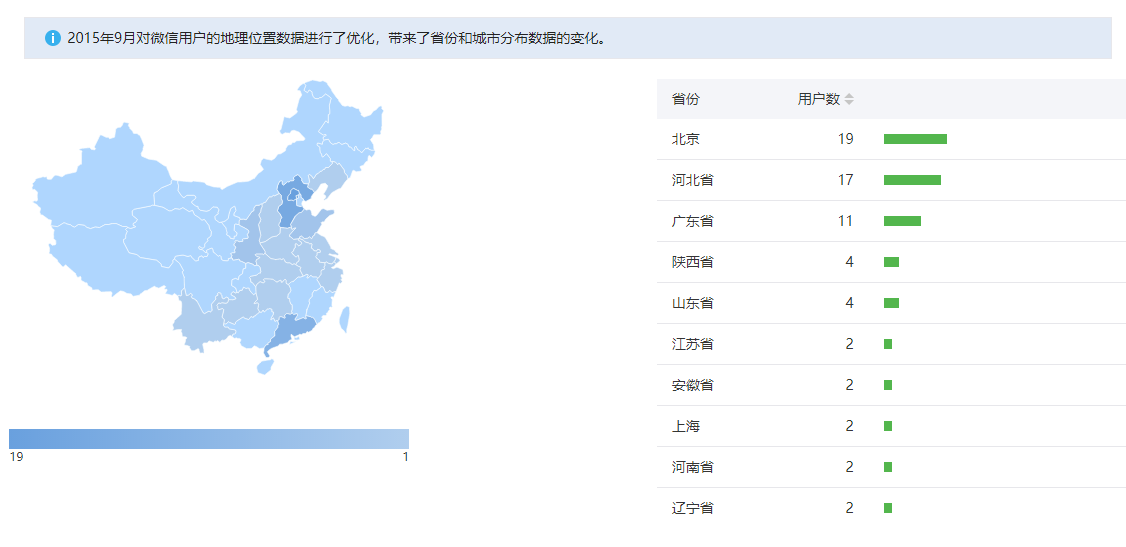 2015年9月对微信用户的地理位置数据进行了优化，带来了省份和城市分布数据的变化。
省份 用户数
北京 19
河北省 17
广东省 11
陕西省 4
山东省 4
江苏省 2
安徽省 2
上海 2
河南省 2
辽宁省 2
19 1